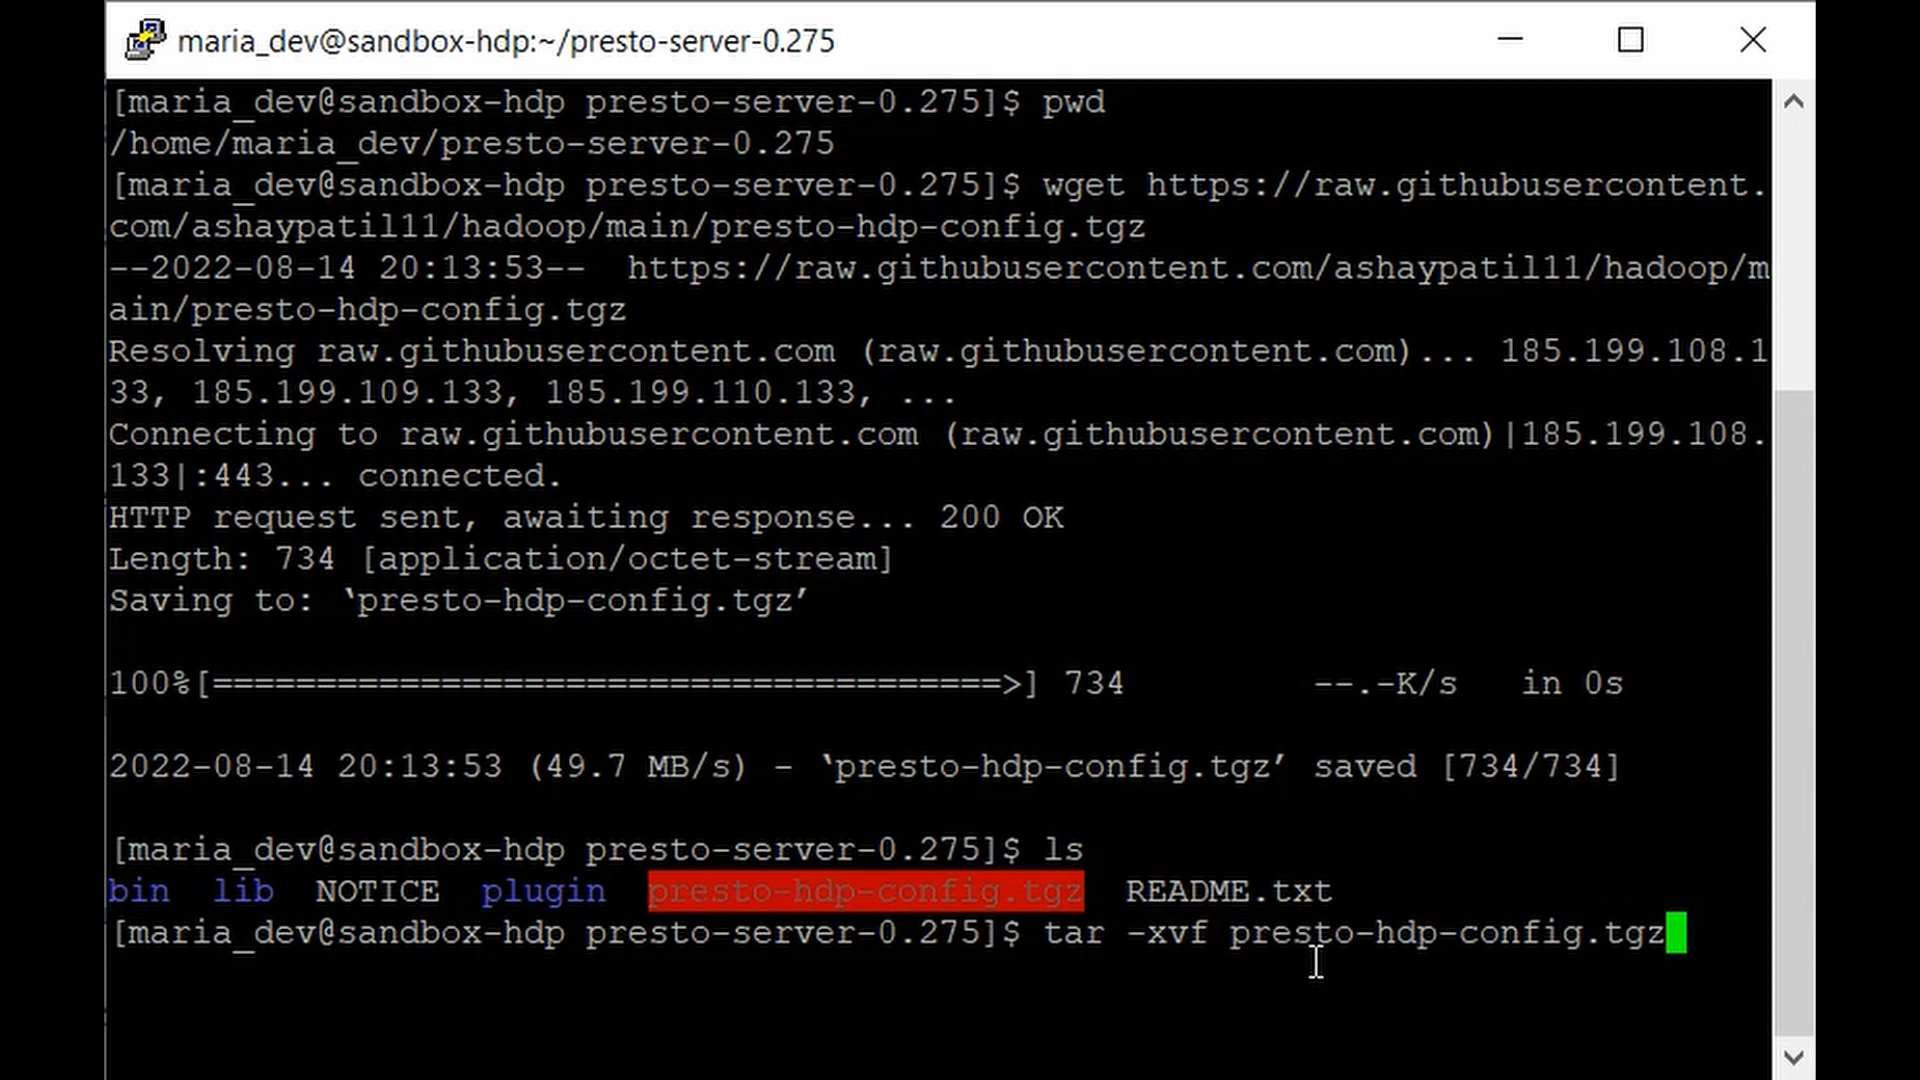 maria_dev@sandbox-hdp:~/presto-server-0.275
[maria_dev@sandbox-hdp presto-server-0.275]$ pwd
/home/maria_dev/presto-server-0.275
[maria_dev@sandbox-hdp presto-server-0.275]$ wget https://raw.githubusercontent.
com/ashaypatil11/hadoop/main/presto-hdp-config.tgz
--2022-08-14 20:13:53--  https://raw.githubusercontent.com/ashaypatil11/hadoop/m
ain/presto-hdp-config.tgz
Resolving raw.githubusercontent.com (raw.githubusercontent.com)... 185.199.108.1
33, 185.199.109.133, 185.199.110.133, ...
Connecting to raw.githubusercontent.com (raw.githubusercontent.com)|185.199.108.
133|:443... connected.
HTTP request sent, awaiting response... 200 OK
Length: 734 [application/octet-stream]
Saving to: ‘presto-hdp-config.tgz’
100%[======================================>] 734         --.-K/s   in 0s
2022-08-14 20:13:53 (49.7 MB/s) - ‘presto-hdp-config.tgz’ saved [734/734]
[maria_dev@sandbox-hdp presto-server-0.275]$ ls
bin  lib  NOTICE  plugin  presto-hdp-config.tgz  README.txt
[maria_dev@sandbox-hdp presto-server-0.275]$ tar -xvf presto-hdp-config.tgz